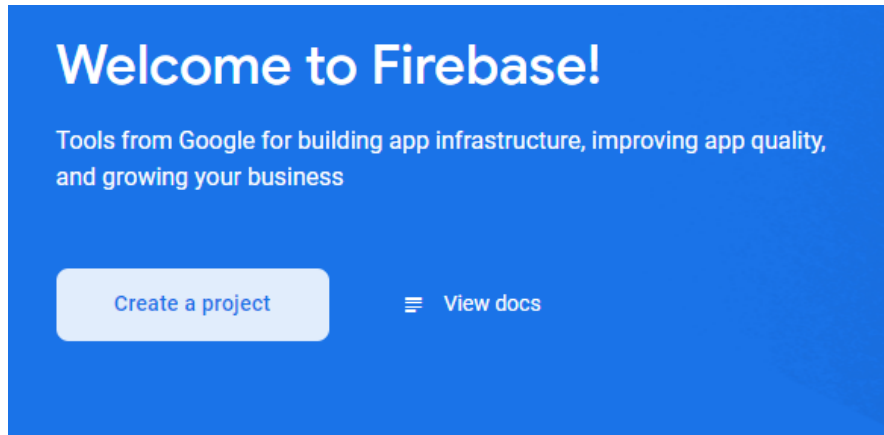 Welcome to Firebase!
Tools from Google for building app infrastructure, improving app quality,
and growing your business
Create a project
View docs